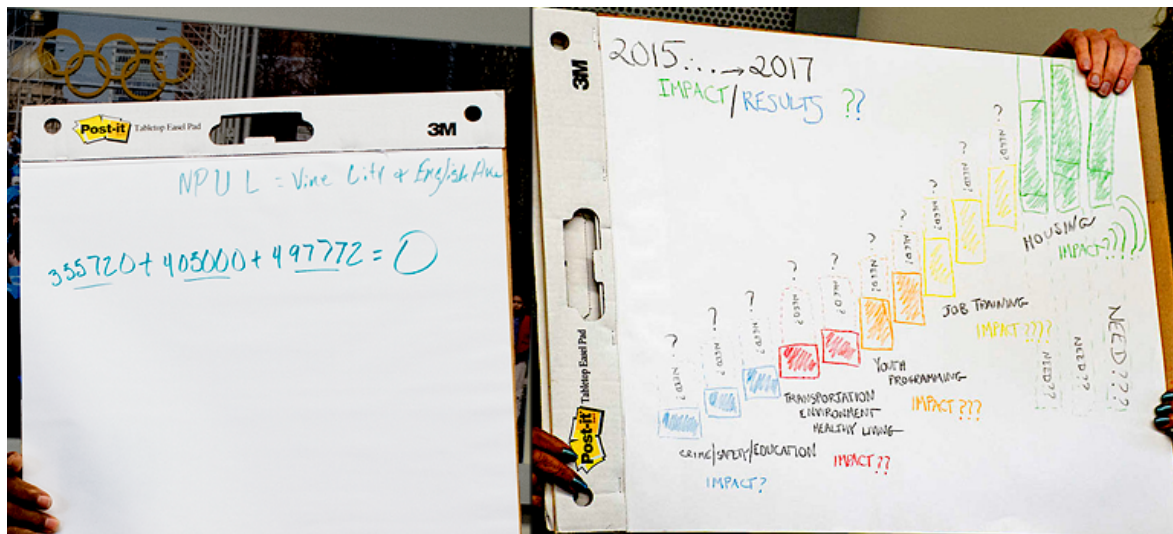 Post-it Tabletop Easel Pad
3M
NPU L = Vine City & English Ave
355720 + 405000 + 497772 = 0
3M
Post-it Tabletop Easel Pad
2015...→2017
IMPACT/RESULTS ??
?
NEED?
?
NEED?
?
NEED?
?
NEED?
?
NEED?
?
NEED?
?
NEED?
?
NEED?
?
NEED?
?
NEED?
HOUSING
IMPACT???
NEED??
NEED??
NEED???
JOB TRAINING
IMPACT ????
YOUTH
PROGRAMMING
IMPACT ???
TRANSPORTATION
ENVIRONMENT
HEALTHY LIVING
IMPACT ??
CRIME/SAFETY/EDUCATION
IMPACT?